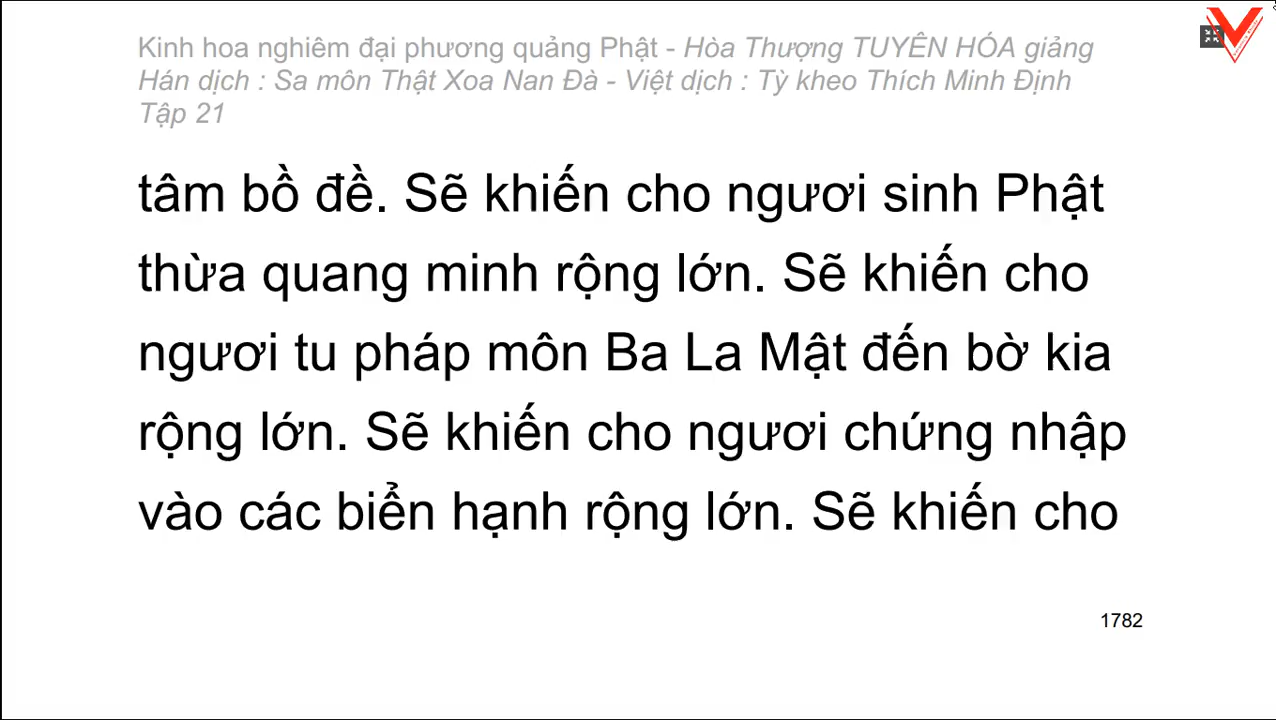 Kinh hoa nghiêm đại phương quảng Phật - Hòa Thượng TUYÊN HÓA giảng
Hán dịch : Sa môn Thật Xoa Nan Đà - Việt dịch : Tỳ kheo Thích Minh Định
Tập 21
tâm bồ đề. Sẽ khiến cho ngươi sinh Phật
thừa quang minh rộng lớn. Sẽ khiến cho
ngươi tu pháp môn Ba La Mật đến bờ kia
rộng lớn. Sẽ khiến cho ngươi chứng nhập
vào các biển hạnh rộng lớn. Sẽ khiến cho
1782